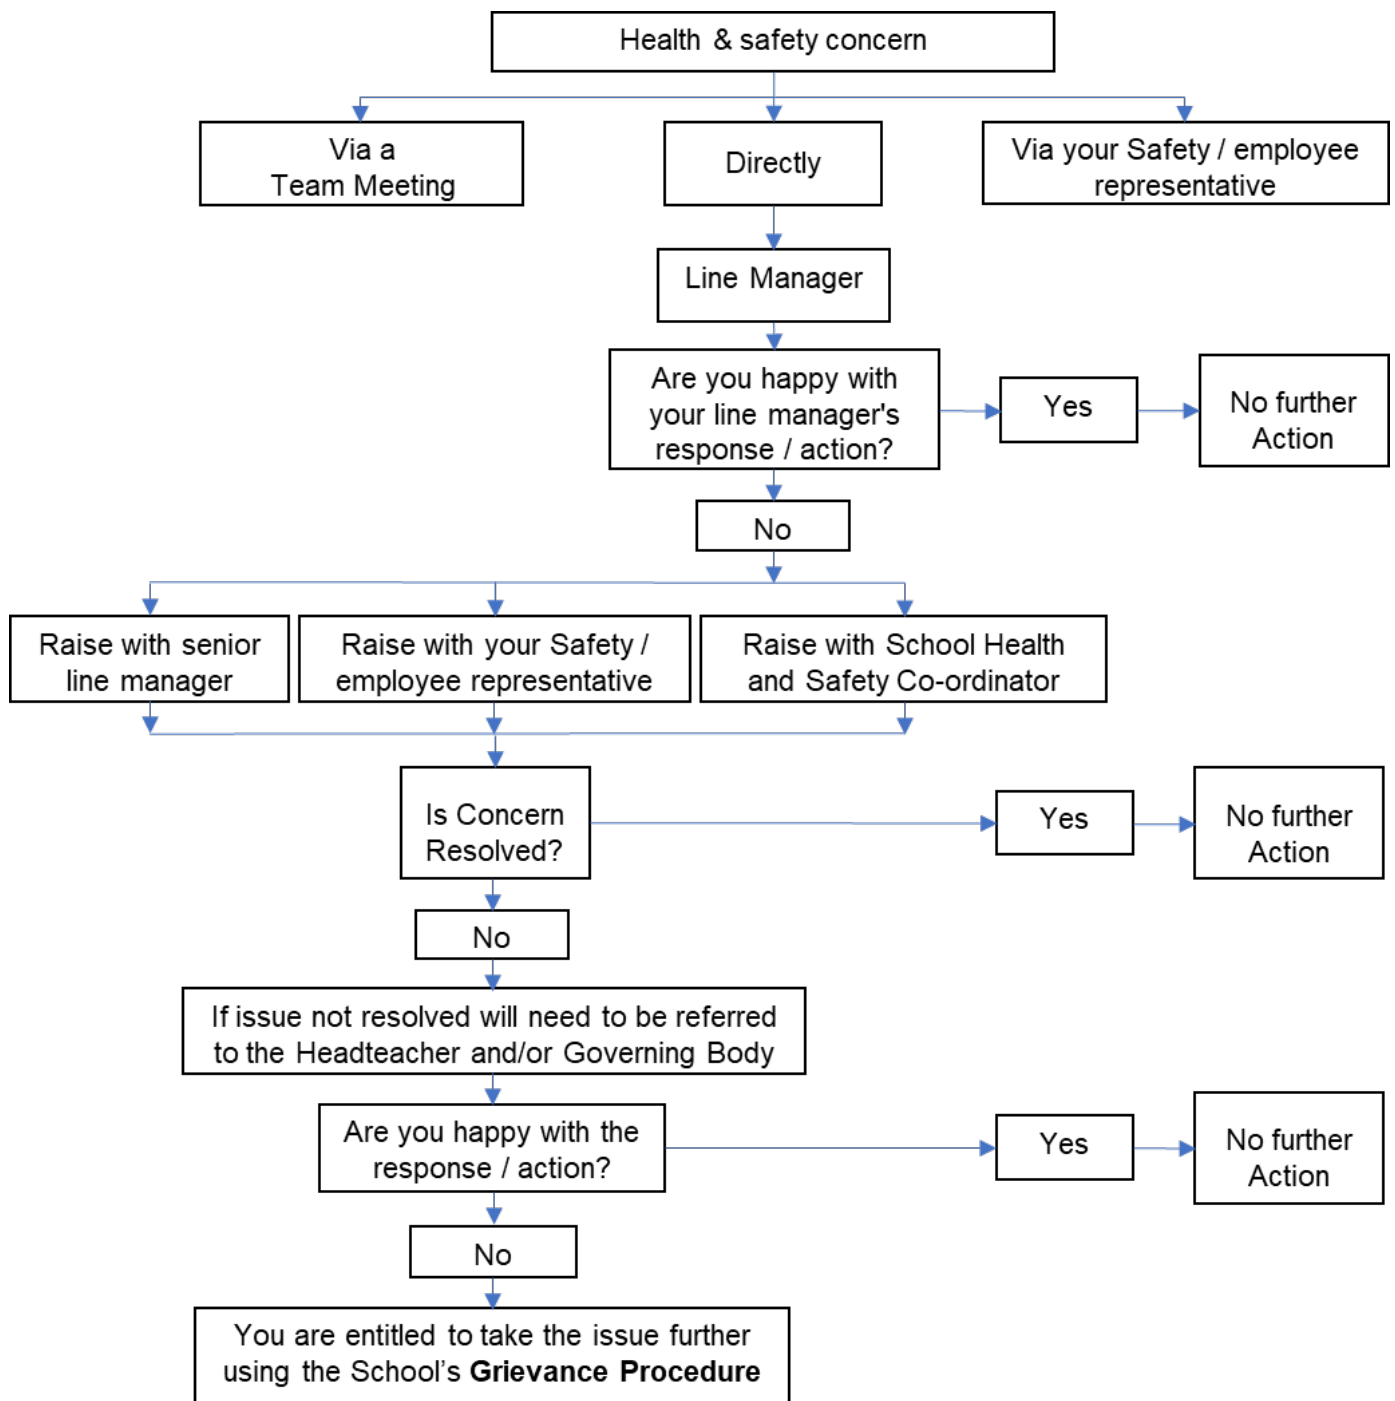 Health & safety concern
Via a
Team Meeting
Directly
Via your Safety / employee
representative
Line Manager
Are you happy with
your line manager's
response / action?
Yes
No further
Action
No
Raise with senior
line manager
Raise with your Safety /
employee representative
Raise with School Health
and Safety Co-ordinator
Is Concern
Resolved?
Yes
No further
Action
No
If issue not resolved will need to be referred
to the Headteacher and/or Governing Body
Are you happy with the
response / action?
Yes
No further
Action
No
You are entitled to take the issue further
using the School’s Grievance Procedure